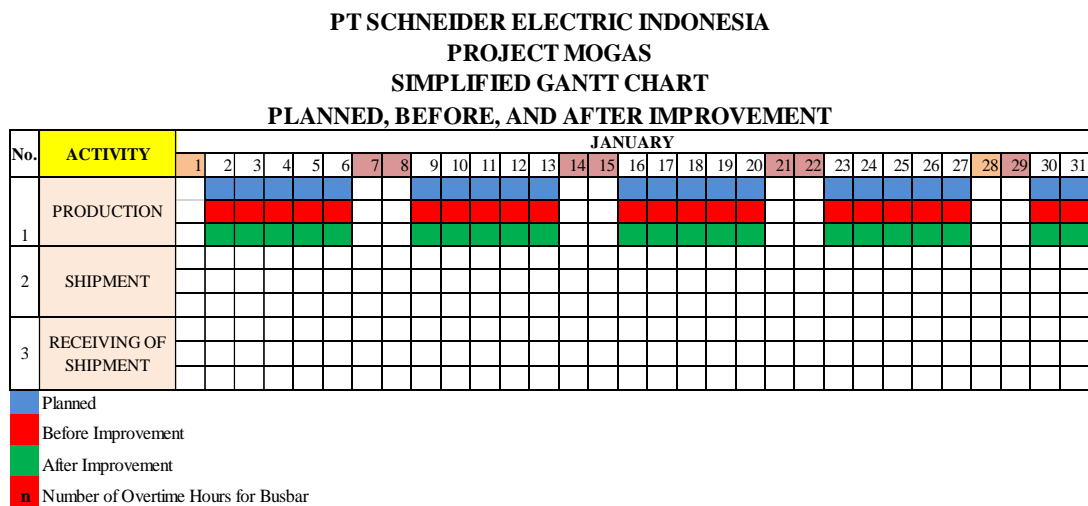 PT SCHNEIDER ELECTRIC INDONESIA
PROJECT MOGAS
SIMPLIFIED GANTT CHART
PLANNED, BEFORE, AND AFTER IMPROVEMENT
No. ACTIVITY JANUARY
1 2 3 4 5 6 7 8 9 10 11 12 13 14 15 16 17 18 19 20 21 22 23 24 25 26 27 28 29 30 31
1 PRODUCTION
2 SHIPMENT
3 RECEIVING OF
SHIPMENT
Planned
Before Improvement
After Improvement
n Number of Overtime Hours for Busbar